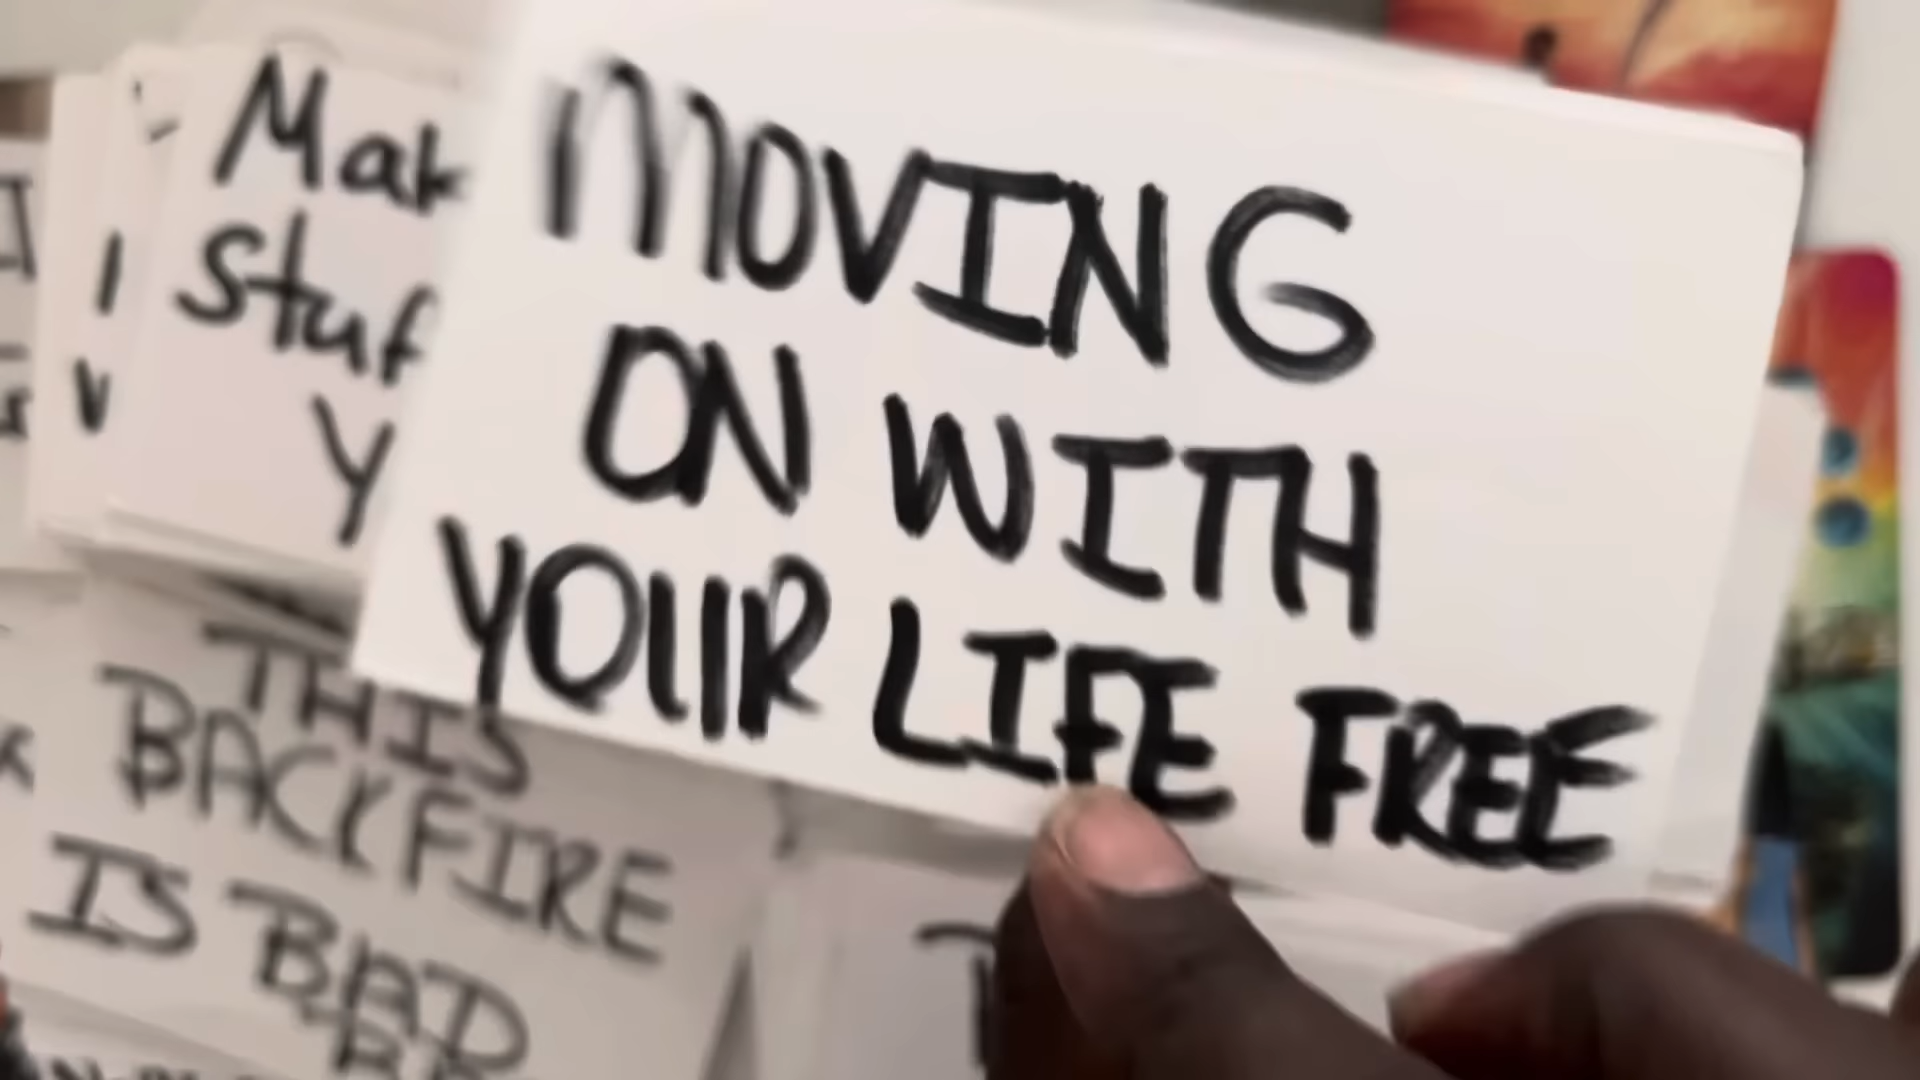 MOVING
ON WITH
YOUR LIFE FREE
Mak
Stuf
Y
THIS
BACKFIRE
IS BAD